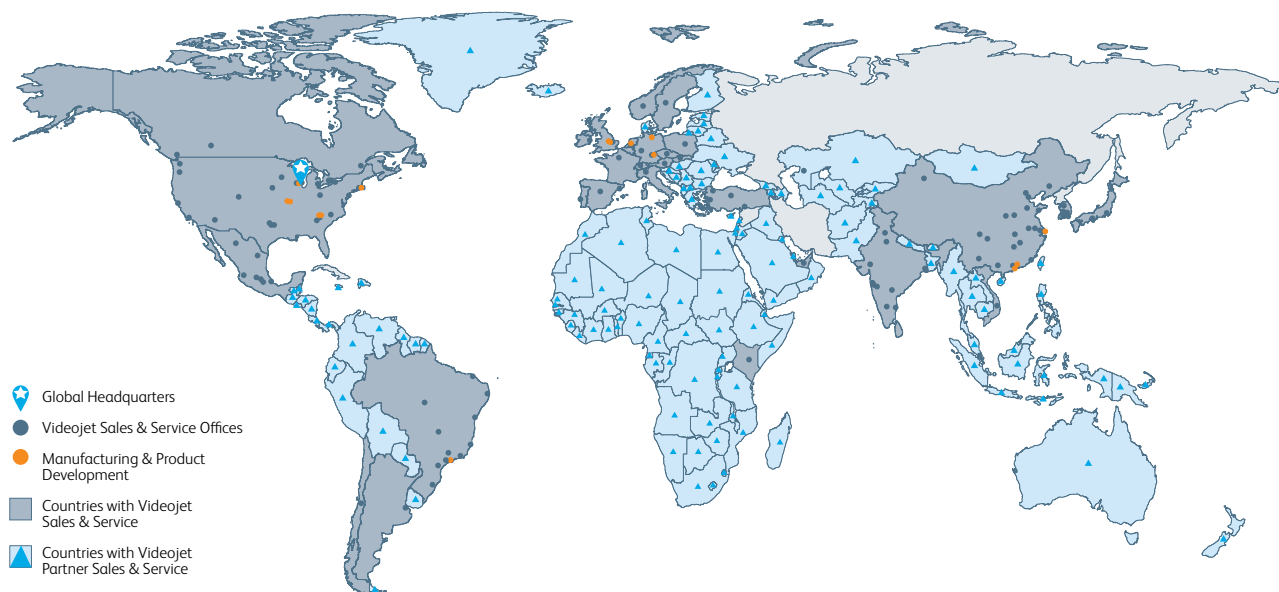 Global Headquarters
Videojet Sales & Service Offices
Manufacturing & Product
Development
Countries with Videojet
Sales & Service
Countries with Videojet
Partner Sales & Service